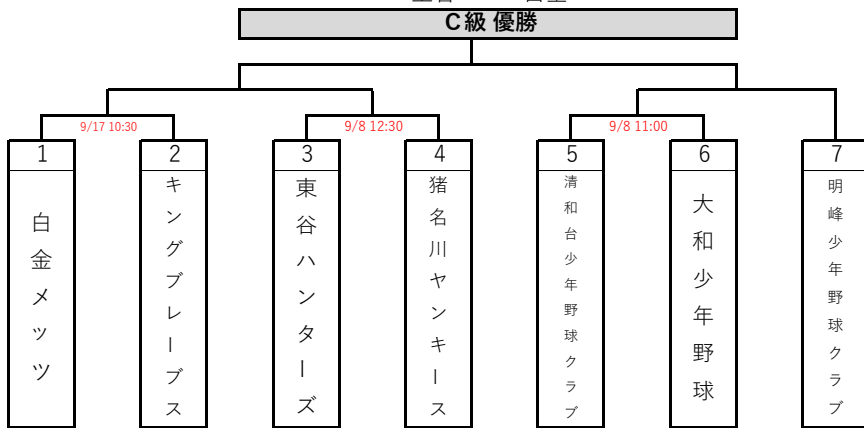 C級 優勝
9/17 10:30
9/8 12:30
9/8 11:00
1
2
3
4
5
6
7
白金メッツ
キングブレーブス
東谷ハンターズ
猪名川ヤンキース
清和台少年野球クラブ
大和少年野球
明峰少年野球クラブ